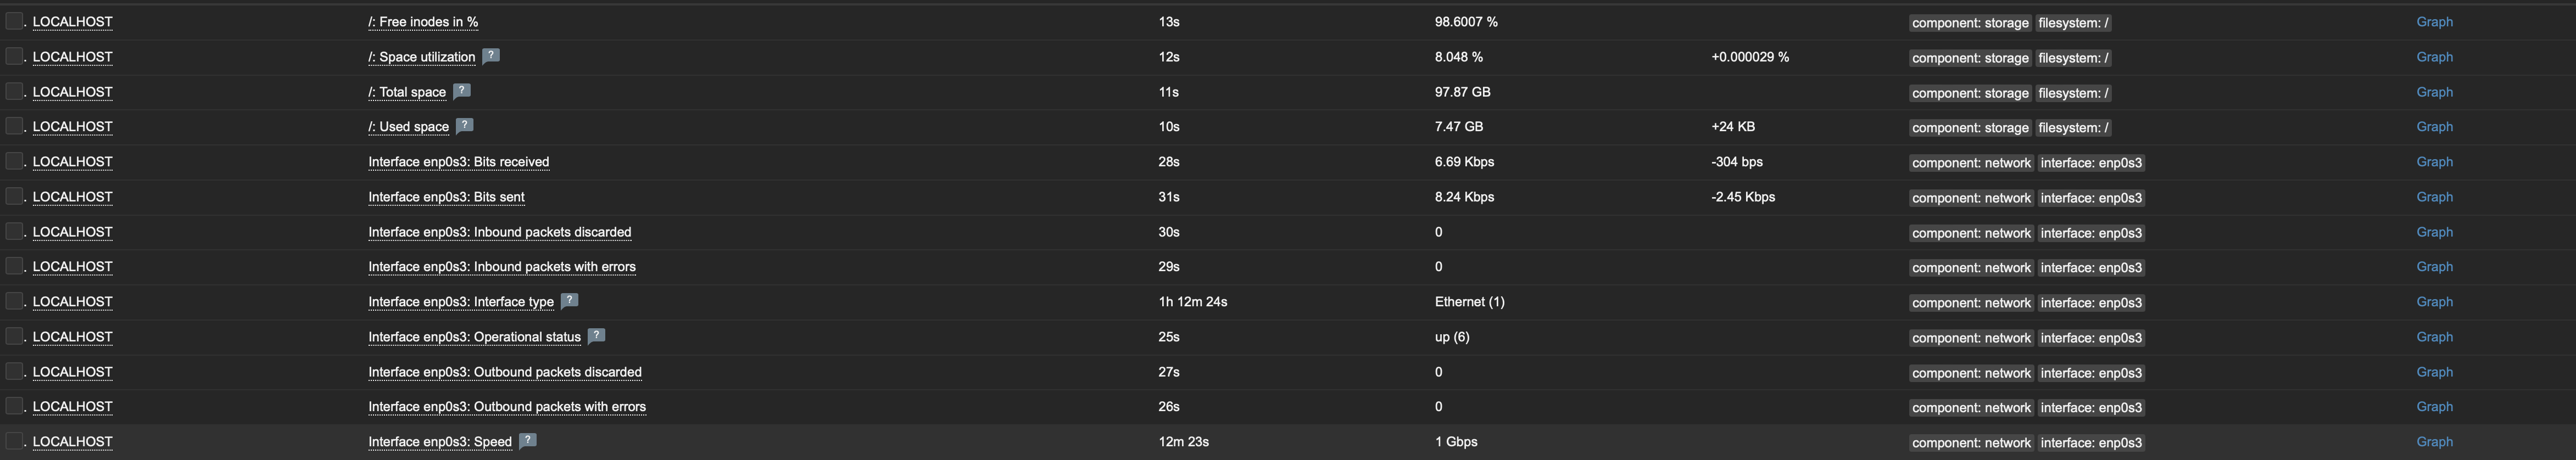 LOCALHOST /: Free inodes in % 13s 98.6007 % component: storage filesystem: / Graph
LOCALHOST /: Space utilization ? 12s 8.048 % +0.000029 % component: storage filesystem: / Graph
LOCALHOST /: Total space ? 11s 97.87 GB component: storage filesystem: / Graph
LOCALHOST /: Used space ? 10s 7.47 GB +24 KB component: storage filesystem: / Graph
LOCALHOST Interface enp0s3: Bits received 28s 6.69 Kbps -304 bps component: network interface: enp0s3 Graph
LOCALHOST Interface enp0s3: Bits sent 31s 8.24 Kbps -2.45 Kbps component: network interface: enp0s3 Graph
LOCALHOST Interface enp0s3: Inbound packets discarded 30s 0 component: network interface: enp0s3 Graph
LOCALHOST Interface enp0s3: Inbound packets with errors 29s 0 component: network interface: enp0s3 Graph
LOCALHOST Interface enp0s3: Interface type ? 1h 12m 24s Ethernet (1) component: network interface: enp0s3 Graph
LOCALHOST Interface enp0s3: Operational status ? 25s up (6) component: network interface: enp0s3 Graph
LOCALHOST Interface enp0s3: Outbound packets discarded 27s 0 component: network interface: enp0s3 Graph
LOCALHOST Interface enp0s3: Outbound packets with errors 26s 0 component: network interface: enp0s3 Graph
LOCALHOST Interface enp0s3: Speed ? 12m 23s 1 Gbps component: network interface: enp0s3 Graph